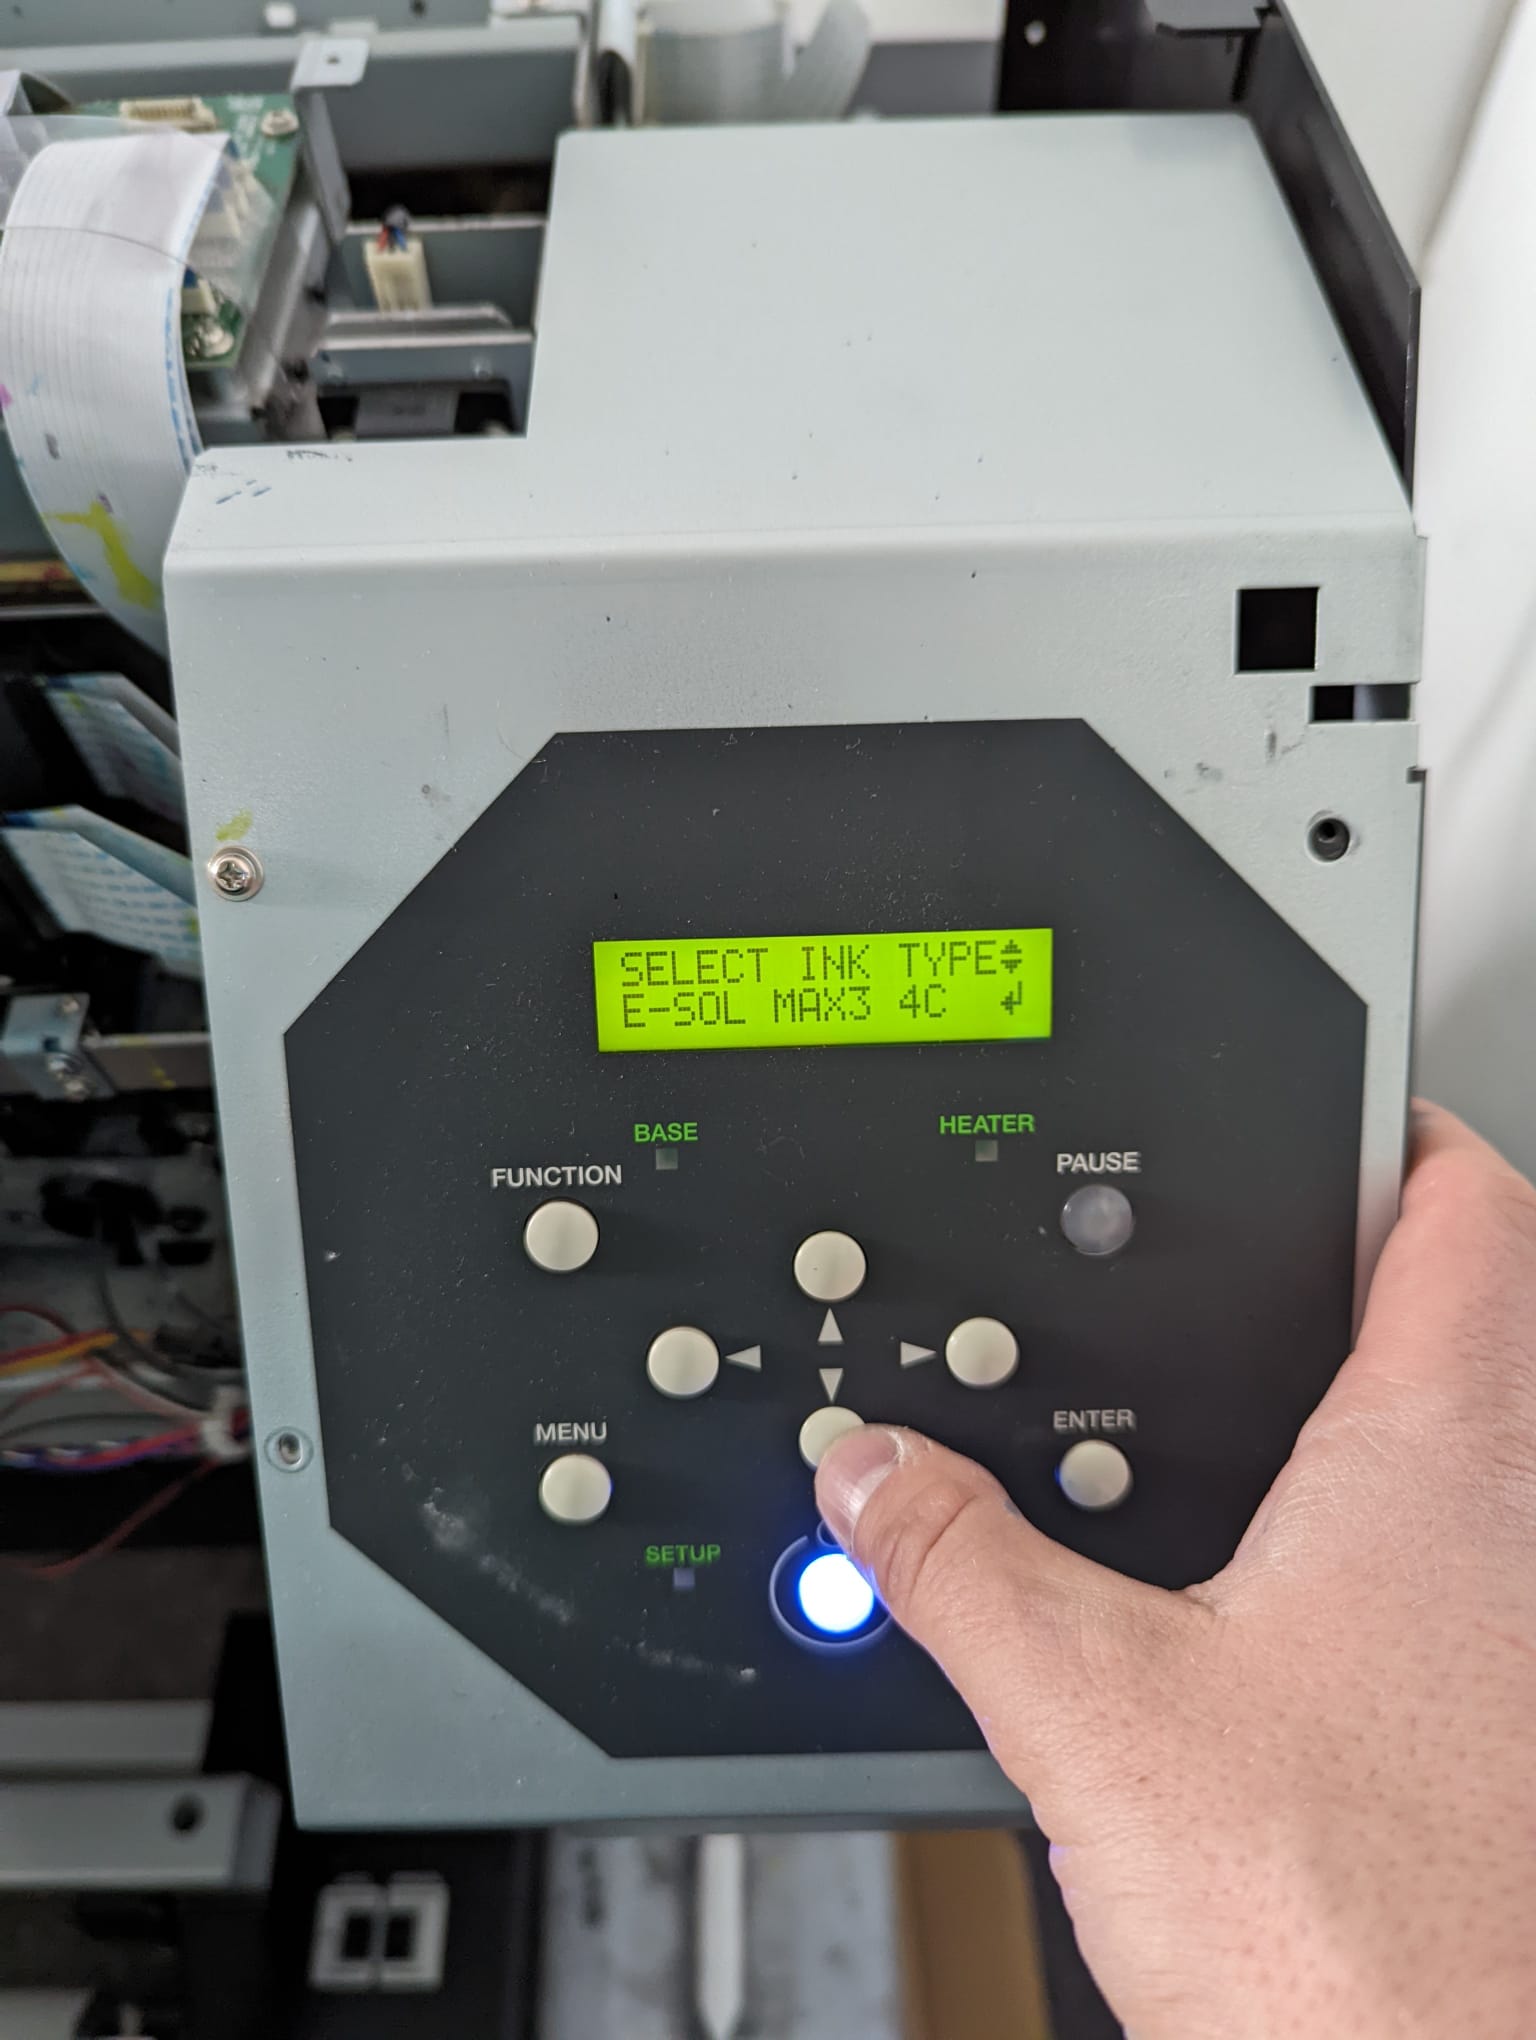 SELECT INK TYPE
E-SOL MAX3 4C
BASE
HEATER
FUNCTION
PAUSE
MENU
ENTER
SETUP